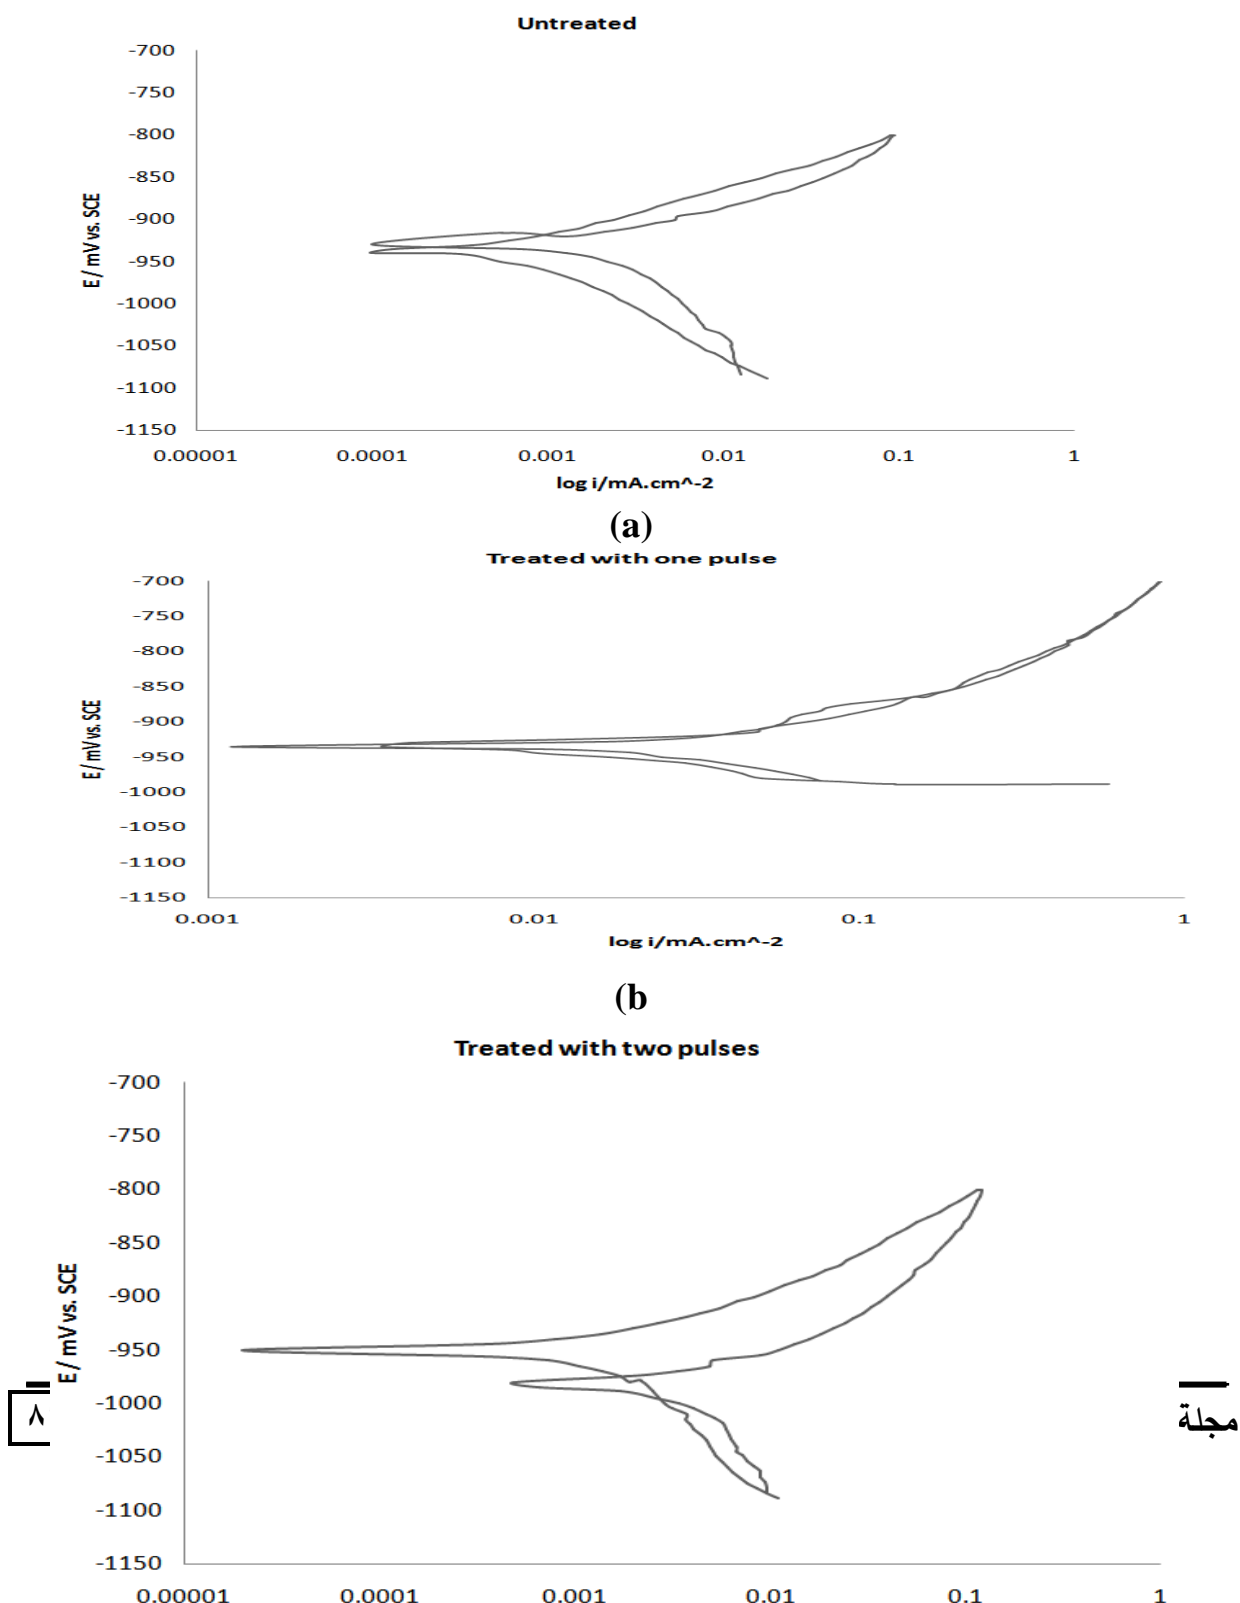 Untreated
-700
-750
-800
-850
-900
-950
-1000
-1050
-1100
-1150
E / mV vs. SCE
0.00001 0.0001 0.001 0.01 0.1 1
log i/mA.cm^-2
(a)
Treated with one pulse
-700
-750
-800
-850
-900
-950
-1000
-1050
-1100
-1150
E / mV vs. SCE
0.001 0.01 0.1 1
log i/mA.cm^-2
(b
Treated with two pulses
-700
-750
-800
-850
-900
-950
-1000
-1050
-1100
-1150
E / mV vs. SCE
٨
مجلة
0.00001 0.0001 0.001 0.01 0.1 1